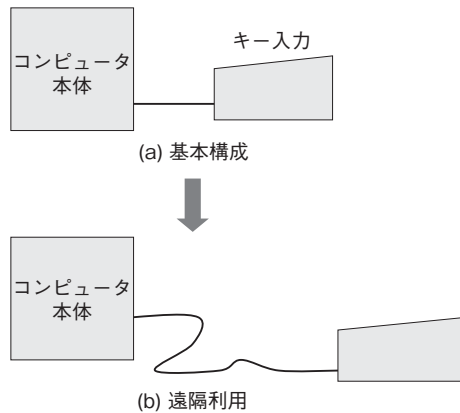 コンピュータ
本体
キー入力
(a) 基本構成
コンピュータ
本体
(b) 遠隔利用